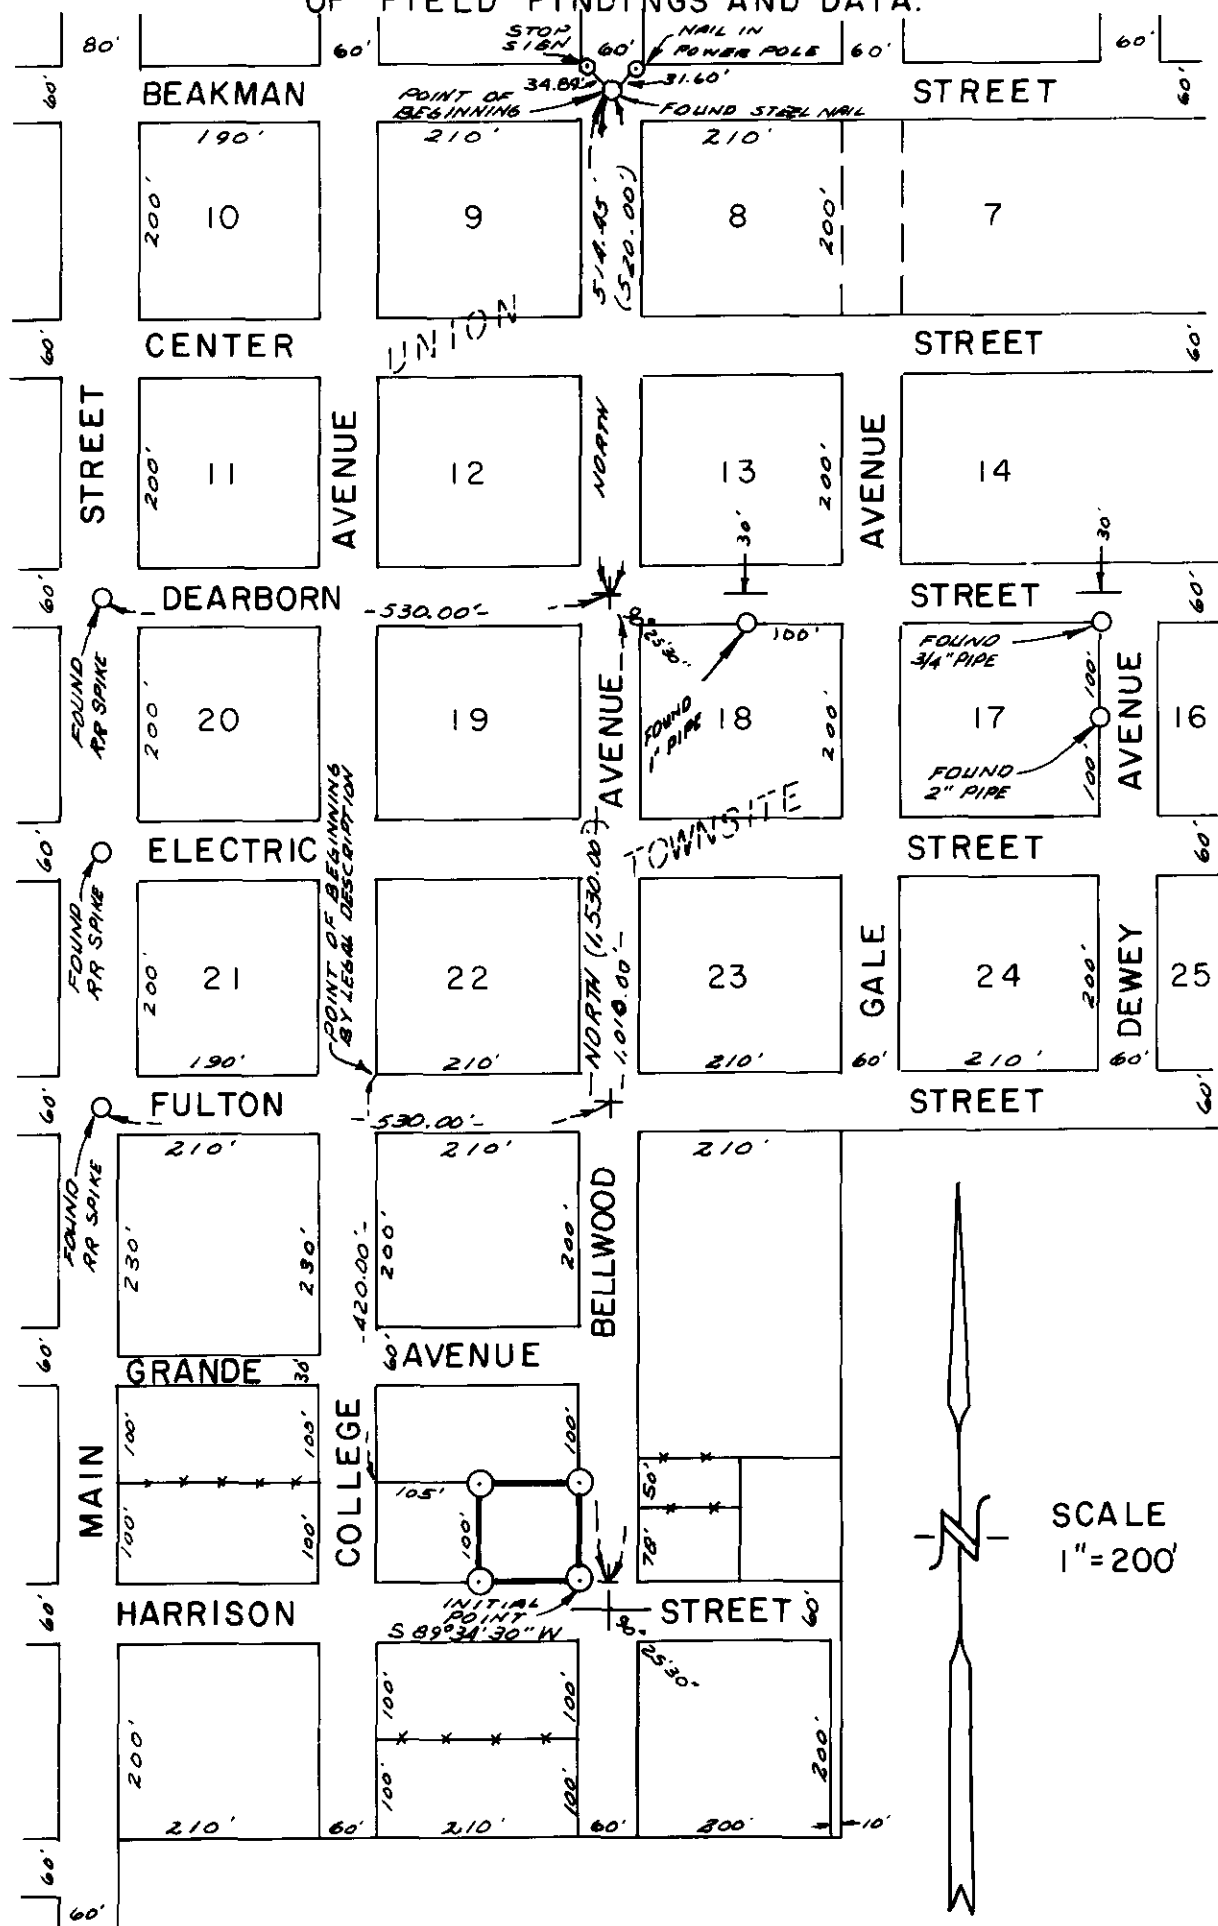 OF FIELD FINDINGS AND DATA.
80'
60'
STOP
SIGN
60'
NAIL IN
POWER POLE
60'
60'
60'
BEAKMAN
POINT OF
BEGINNING
34.89'
31.60'
FOUND STEEL NAIL
STREET
60'
190'
210'
210'
200'
10
9
514.45'
(520.00')
8
200'
7
UNION
60'
CENTER
STREET
60'
STREET
200'
11
AVENUE
12
NORTH
13
200'
AVENUE
14
30'
30'
60'
DEARBORN
530.00'
STREET
60'
FOUND
RR SPIKE
200'
20
19
AVENUE
25'30"
100'
FOUND
1" PIPE
18
200'
FOUND
3/4" PIPE
17
100'
FOUND
2" PIPE
100'
AVENUE
16
TOWNSITE
60'
ELECTRIC
STREET
60'
FOUND
RR SPIKE
200'
21
190'
POINT OF BEGINNING
BY LEGAL DESCRIPTION
22
210'
NORTH (1,530.00')
1,010.00'
23
210'
GALE
60'
24
210'
200'
DEWEY
60'
25
60'
FULTON
530.00'
STREET
60'
FOUND
RR SPIKE
210'
230'
230'
210'
420.00'
200'
200'
BELLWOOD
210'
60'
GRANDE
30'
60'
AVENUE
MAIN
100'
100'
100'
100'
COLLEGE
105'
100'
100'
50'
78'
SCALE
1"=200'
60'
HARRISON
INITIAL
POINT
S 89°34'30" W
STREET
60'
25'30"
200'
100'
100'
100'
100'
200'
210'
60'
210'
60'
200'
10'
60'
60'